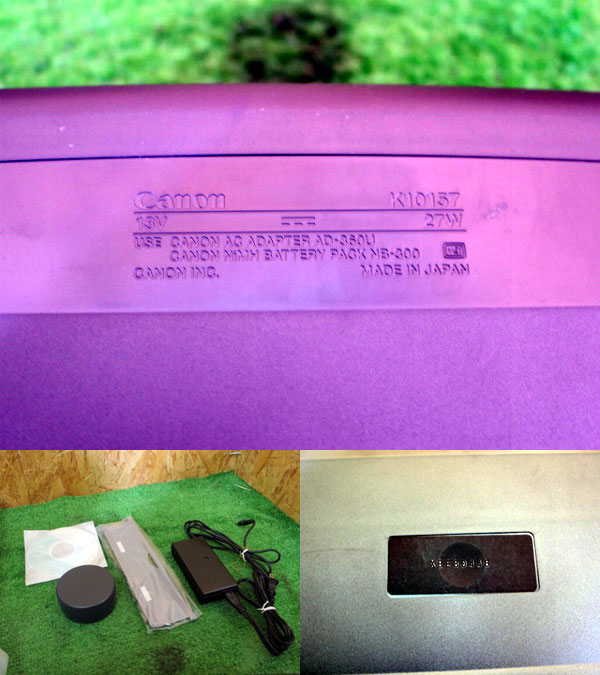 Canon K10157
13V 27W
USE CANON AC ADAPTER AD-360U
CANON NIMH BATTERY PACK NB-300
CANON INC. MADE IN JAPAN